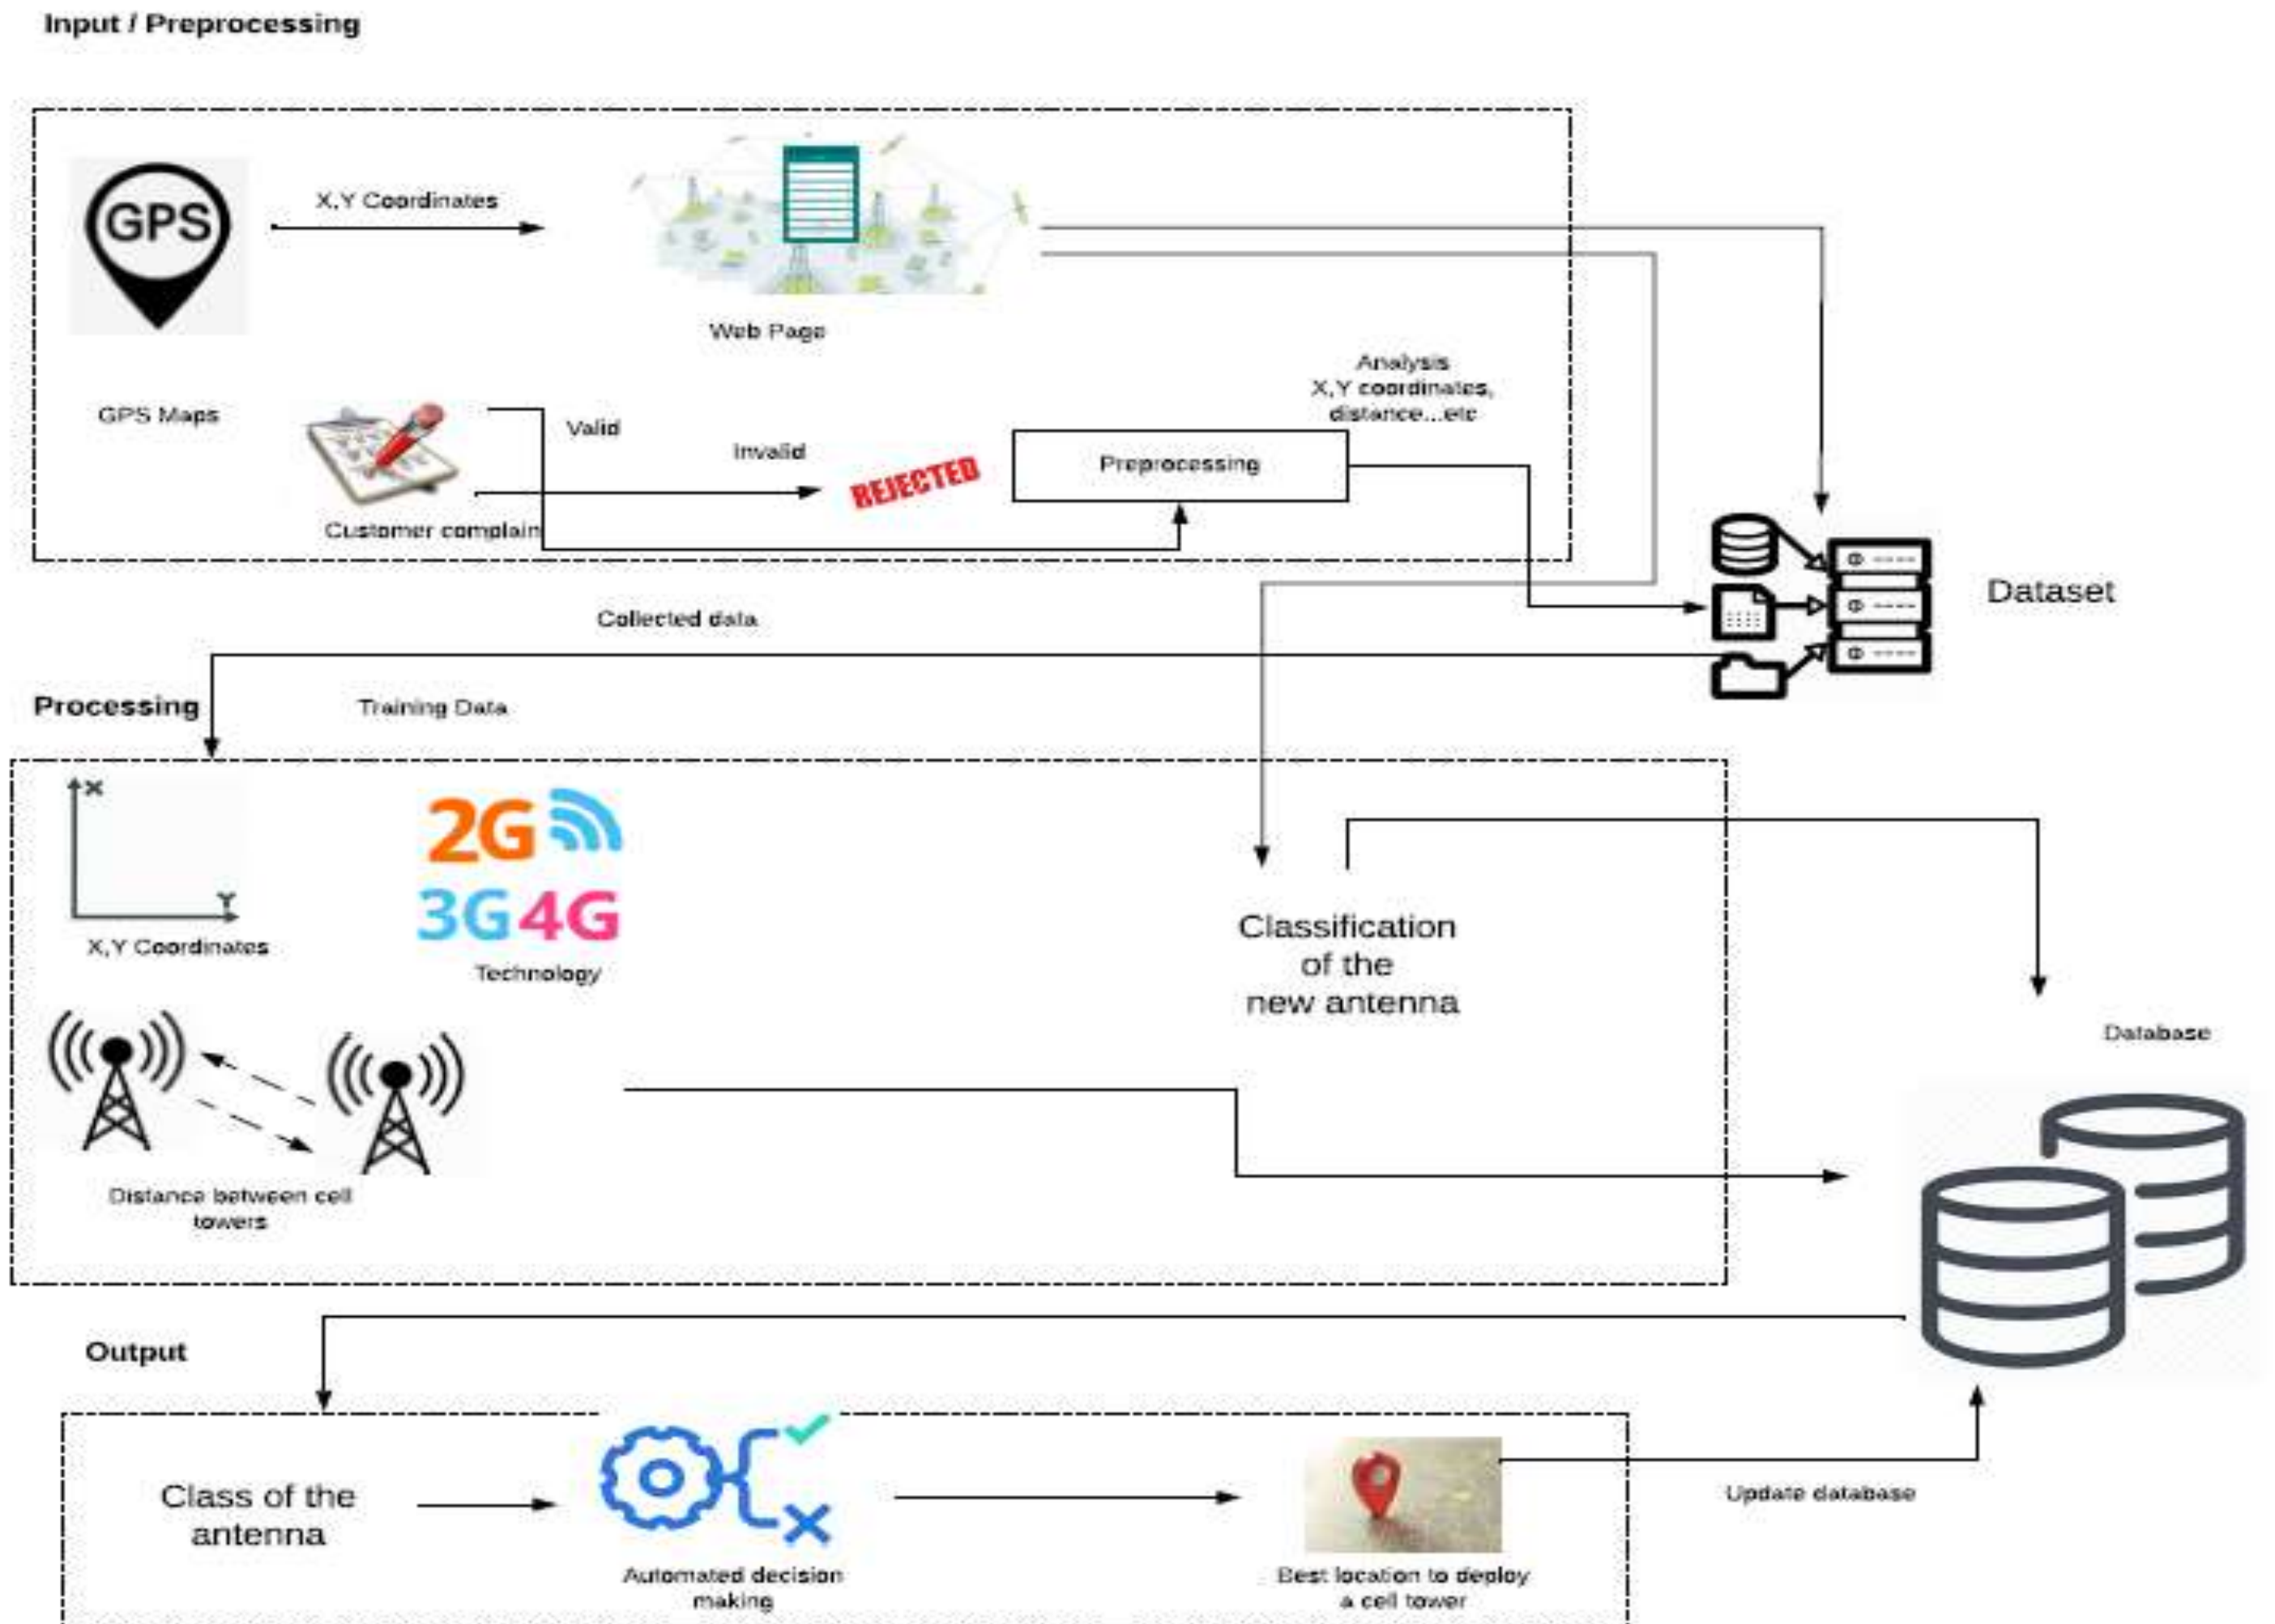 Input / Preprocessing
GPS
X,Y Coordinates
Web Page
GPS Maps
Customer complain
Valid
Invalid
REJECTED
Preprocessing
Analysis
X,Y coordinates,
distance...etc
Dataset
Collected data
Processing
Training Data
X
Y
X,Y Coordinates
2G
3G 4G
Technology
Distance between cell
towers
Classification
of the
new antenna
Database
Output
Class of the
antenna
Automated decision
making
Best location to deploy
a cell tower
Update database